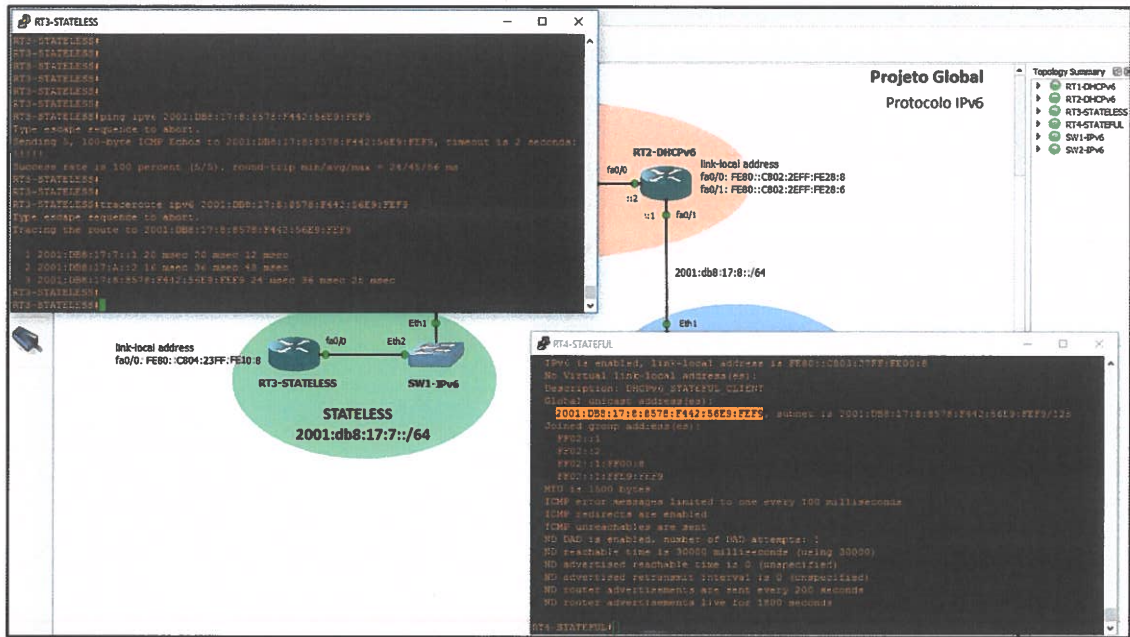 RT3-STATELESS
RT3-STATELESS#
RT3-STATELESS#
RT3-STATELESS#
RT3-STATELESS#
RT3-STATELESS#
RT3-STATELESS#
RT3-STATELESS#ping ipv6 2001:DB8:17:8:8578:F442:56E9:FEF9
Type escape sequence to abort.
Sending 5, 100-byte ICMP Echos to 2001:DB8:17:8:8578:F442:56E9:FEF9, timeout is 2 seconds:
!!!!!
Success rate is 100 percent (5/5), round-trip min/avg/max = 24/45/56 ms
RT3-STATELESS#
RT3-STATELESS#traceroute ipv6 2001:DB8:17:8:8578:F442:56E9:FEF9
Type escape sequence to abort.
Tracing the route to 2001:DB8:17:8:8578:F442:56E9:FEF9
1 2001:DB8:17:7::1 20 msec 20 msec 12 msec
2 2001:DB8:17:A::2 16 msec 36 msec 48 msec
3 2001:DB8:17:8:8578:F442:56E9:FEF9 24 msec 36 msec msec
RT3-STATELESS#
RT3-STATELESS#
Projeto Global
Protocolo IPv6
Topology Summary
RT1-DHCPv6
RT2-DHCPv6
RT3-STATELESS
RT4-STATEFUL
SW1-IPv6
SW2-IPv6
RT2-DHCPv6
link-local address
fa0/0: FE80::C802:2EFF:FE28:8
fa0/1: FE80::C802:2EFF:FE28:6
fa0/0
::2
::1
fa0/1
2001:db8:17:8::/64
Eth1
Eth1
link-local address
fa0/0: FE80::C804:23FF:FE10:8
fa0/0
Eth2
RT3-STATELESS
SW1-IPv6
STATELESS
2001:db8:17:7::/64
RT4-STATEFUL
IPv6 is enabled, link-local address is FE80::C803:37FF:FE00:8
No Virtual link-local address(es):
Description: DHCPv6 STATEFUL CLIENT
Global unicast address(es):
2001:DB8:17:8:8578:F442:56E9:FEF9, subnet is 2001:DB8:17:8:8578:F442:56E9:FEF9/128
Joined group address(es):
FF02::1
FF02::2
FF02::1:FF00:8
FF02::1:FFE9:FEF9
MTU is 1500 bytes
ICMP error messages limited to one every 100 milliseconds
ICMP redirects are enabled
ICMP unreachables are sent
ND DAD is enabled, number of DAD attempts: 1
ND reachable time is 30000 milliseconds (using 30000)
ND advertised reachable time is 0 (unspecified)
ND advertised retransmit interval is 0 (unspecified)
ND router advertisements are sent every 200 seconds
ND router advertisements live for 1800 seconds
RT4-STATEFUL#